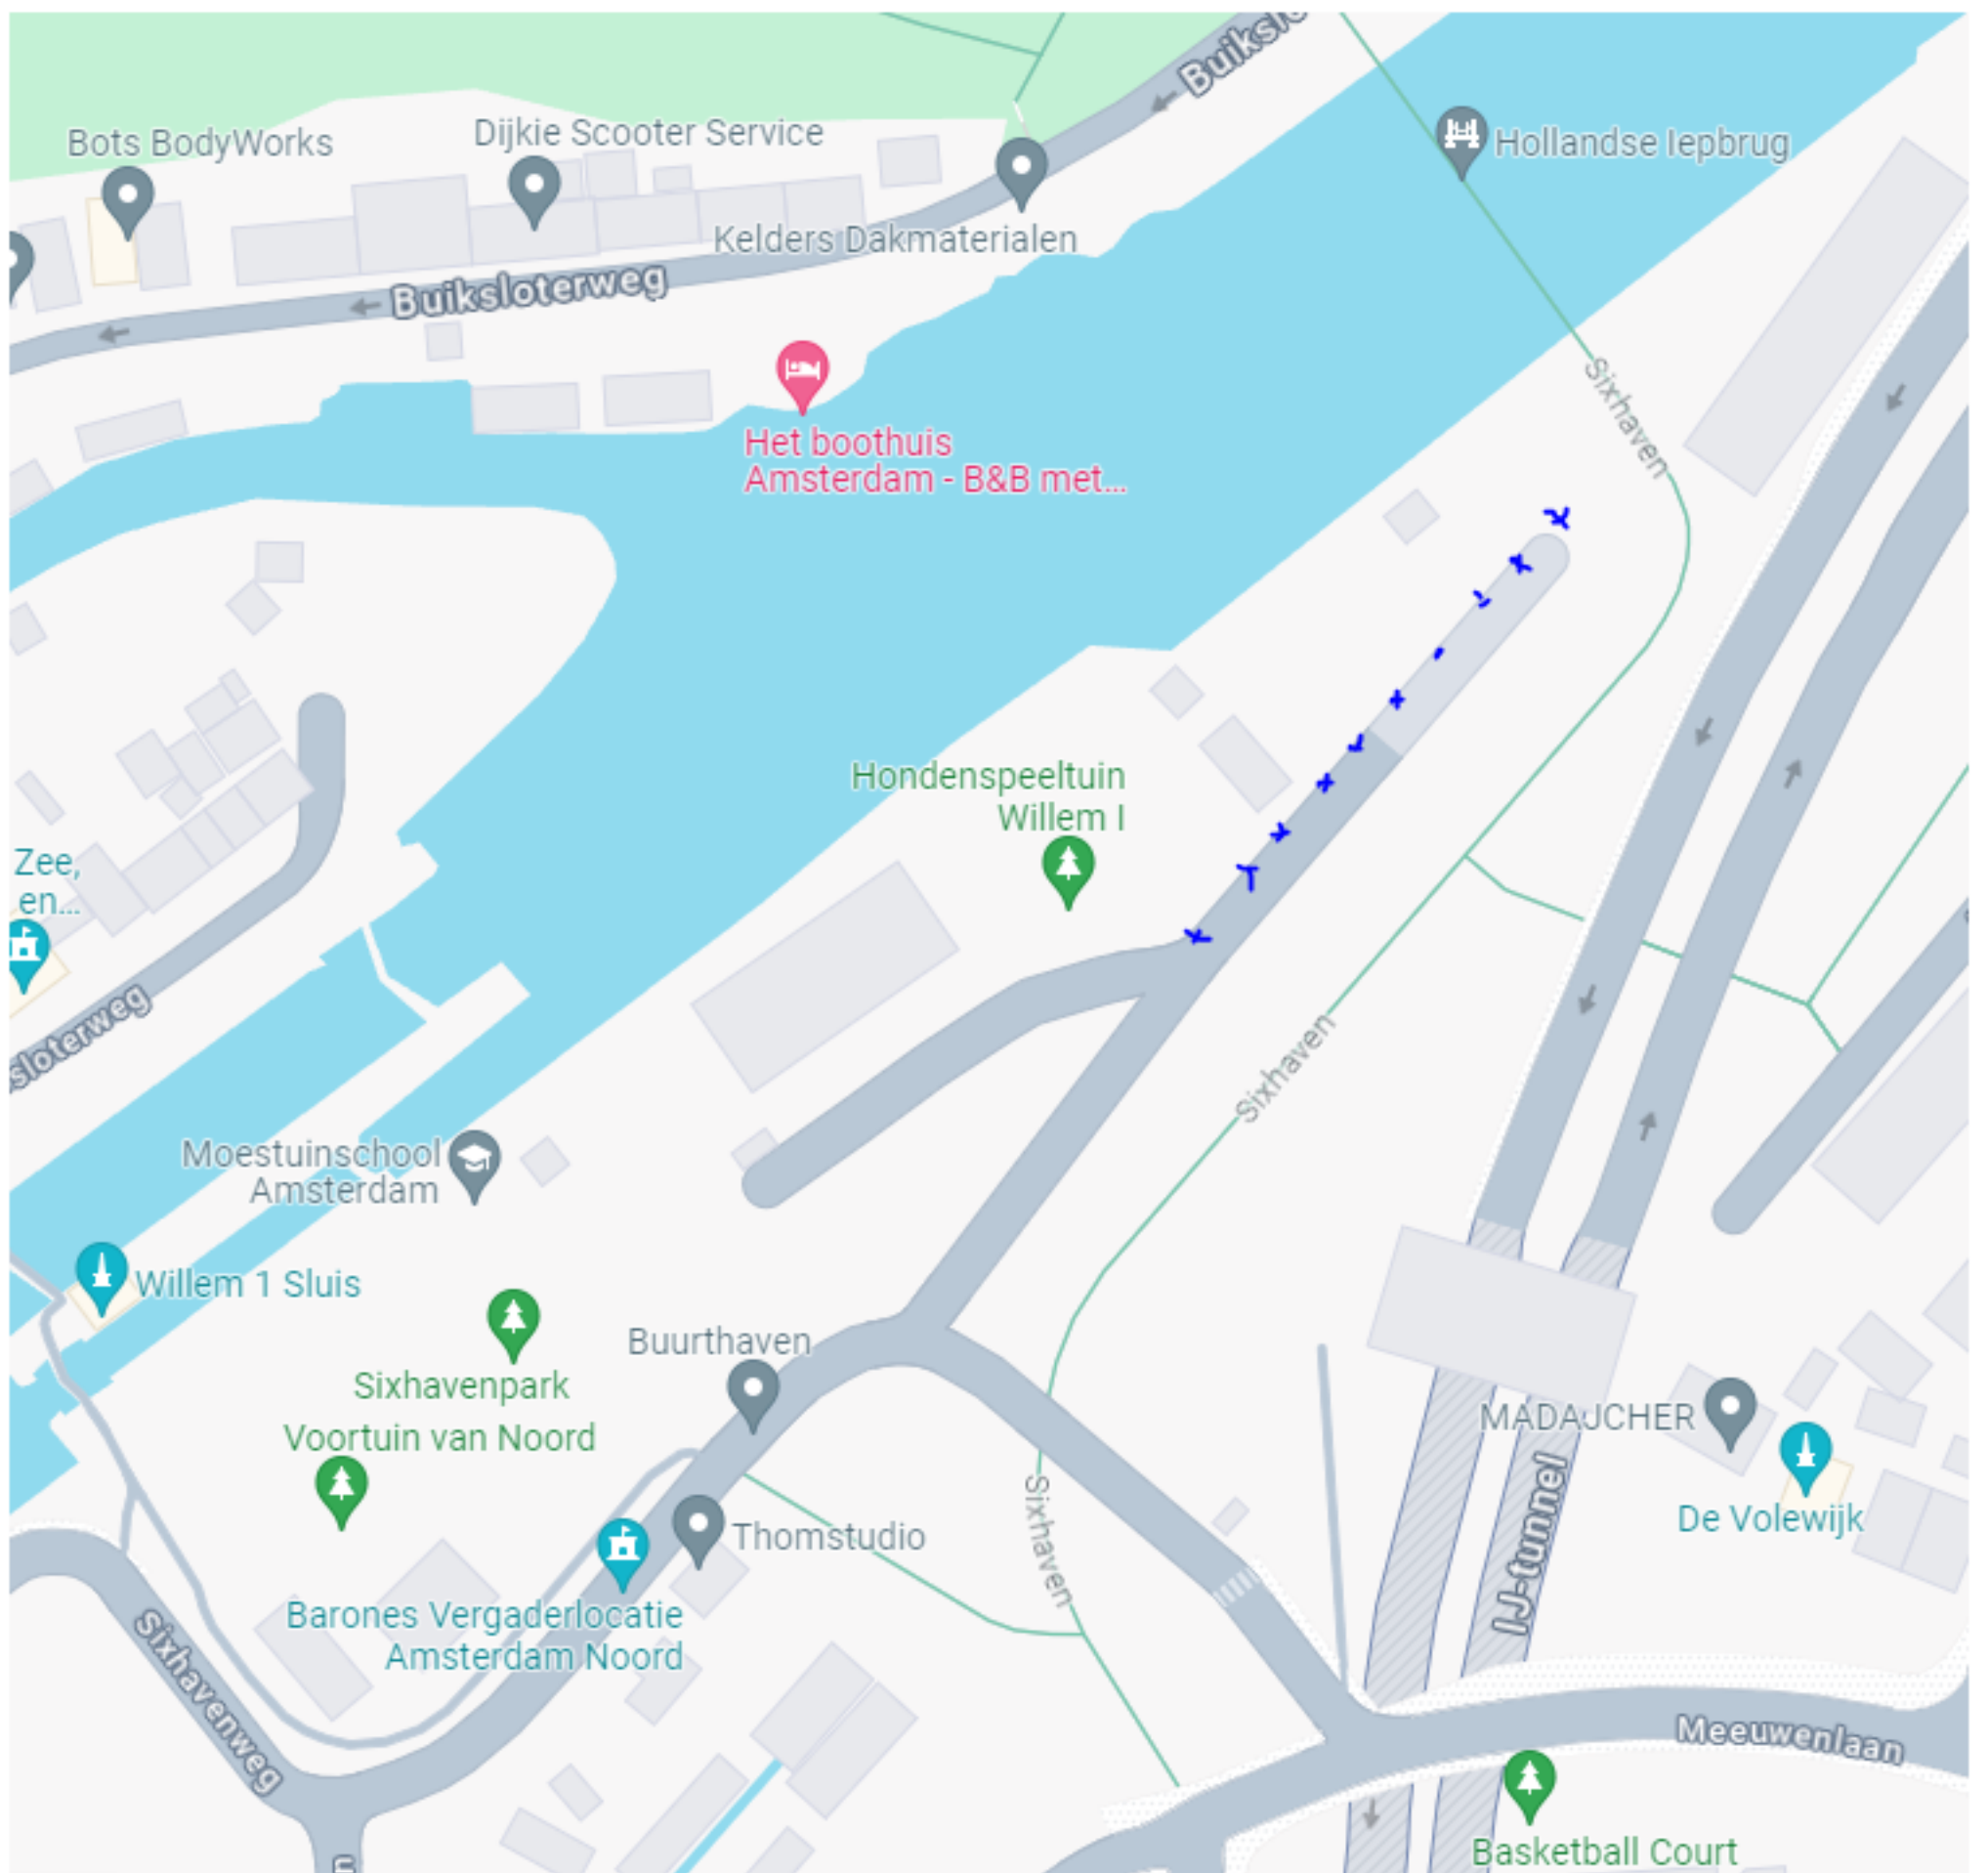 Buikslo
Bots BodyWorks
Dijkie Scooter Service
Hollandse Iepbrug
Kelders Dakmaterialen
Buiksloterweg
Sixhaven
Het boothuis
Amsterdam - B&B met...
Hondenspeeltuin
Willem I
Zee,
en...
sloterweg
Sixhaven
Moestuinschool
Amsterdam
Willem 1 Sluis
Buurthaven
Sixhavenpark
Voortuin van Noord
MADAJCHER
De Volewijk
Thomstudio
Sixhaven
IJ-tunnel
Barones Vergaderlocatie
Amsterdam Noord
Sixhavenweg
Meeuwenlaan
Basketball Court